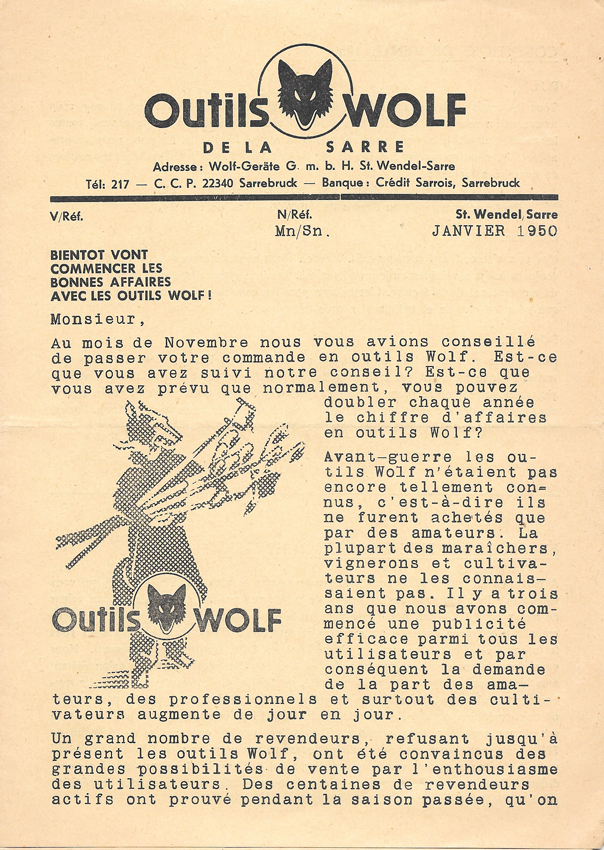 Outils WOLF
DE LA SARRE
Adresse: Wolf-Geräte G. m. b. H. St. Wendel-Sarre
Tél: 217 — C. C. P. 22340 Sarrebruck — Banque: Crédit Sarrois, Sarrebruck
V/Réf. N/Réf. St. Wendel/Sarre
Mn/Sn. JANVIER 1950
BIENTOT VONT
COMMENCER LES
BONNES AFFAIRES
AVEC LES OUTILS WOLF!
Monsieur,
Au mois de Novembre nous vous avions conseillé
de passer votre commande en outils Wolf. Est-ce
que vous avez suivi notre conseil? Est-ce que
vous avez prévu que normalement, vous pouvez
doubler chaque année
le chiffre d'affaires
en outils Wolf?
Avant-guerre les ou-
tils Wolf n'étaient pas
encore tellement con-
nus, c'est-à-dire ils
ne furent achetés que
par des amateurs. La
plupart des maraîchers,
vignerons et cultiva-
teurs ne les connais-
saient pas. Il y a trois
ans que nous avons com-
mencé une publicité
efficace parmi tous les
utilisateurs et par
conséquent la demande
de la part des ama-
Outils WOLF
teurs, des professionnels et surtout des culti-
vateurs augmente de jour en jour.
Un grand nombre de revendeurs, refusant jusqu'à
présent les outils Wolf, ont été convaincus des
grandes possibilités de vente par l'enthousiasme
des utilisateurs. Des centaines de revendeurs
actifs ont prouvé pendant la saison passée, qu'on